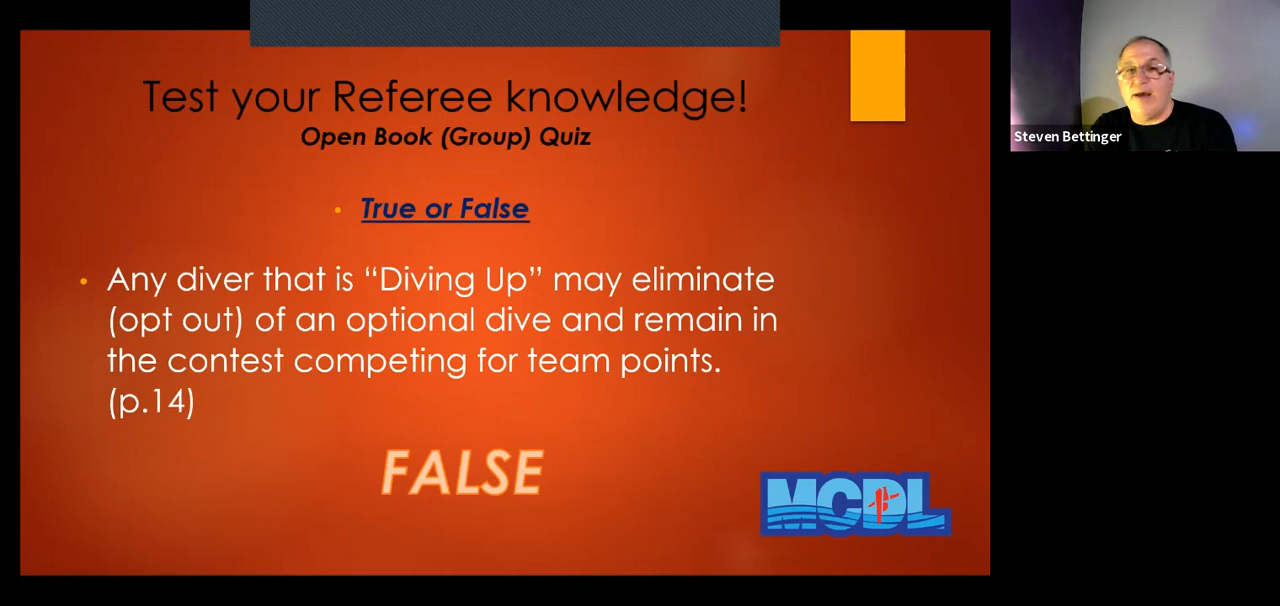 Test your Referee knowledge!
Open Book (Group) Quiz
True or False
Any diver that is “Diving Up” may eliminate
(opt out) of an optional dive and remain in
the contest competing for team points.
(p.14)
FALSE
MCDL
Steven Bettinger